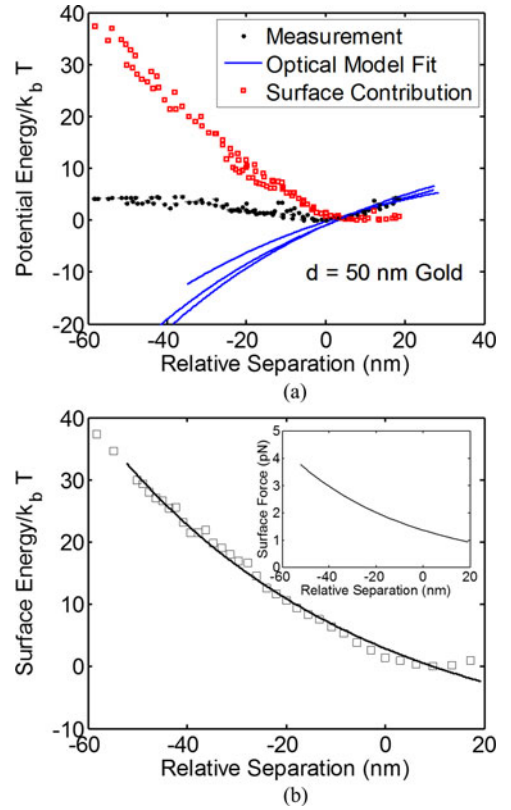 Measurement
Optical Model Fit
Surface Contribution
40
30
20
10
0
-10
-20
Potential Energy/k_b T
d = 50 nm Gold
-60 -40 -20 0 20 40
Relative Separation (nm)
(a)
40
30
20
10
0
-10
Surface Energy/k_b T
5
4
3
2
1
0
Surface Force (pN)
-60 -40 -20 0 20
Relative Separation (nm)
-60 -40 -20 0 20
Relative Separation (nm)
(b)